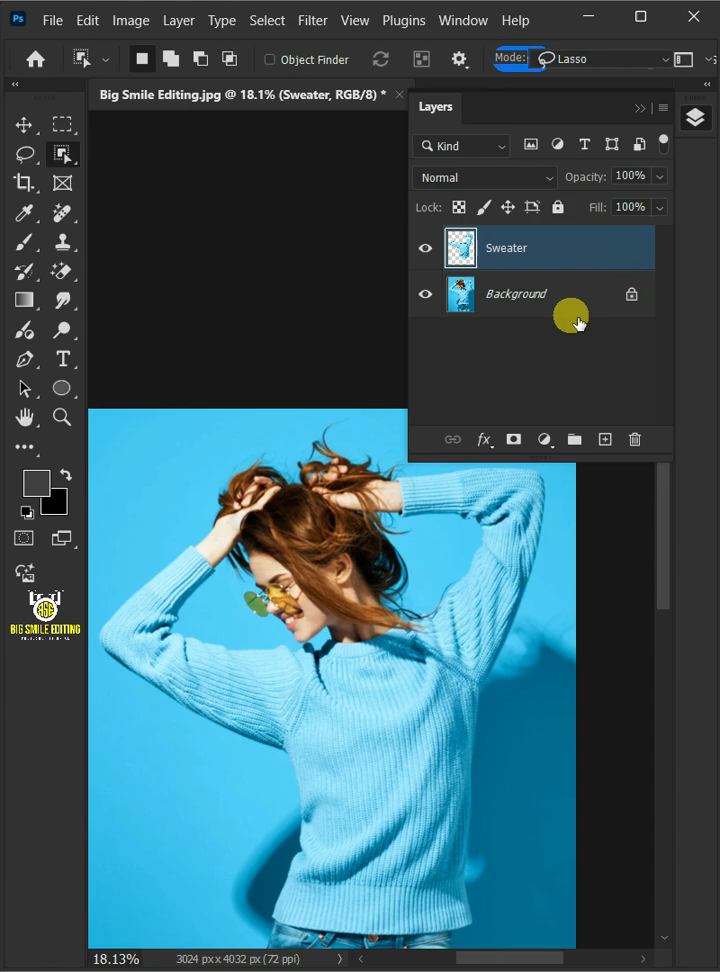 Ps File Edit Image Layer Type Select Filter View Plugins Window Help
Object Finder Mode: Lasso
Big Smile Editing.jpg @ 18.1% (Sweater, RGB/8) *
Layers
Kind
Normal Opacity: 100%
Lock: Fill: 100%
Sweater
Background
fx
BIG SMILE EDITING
18.13% 3024 px x 4032 px (72 ppi)